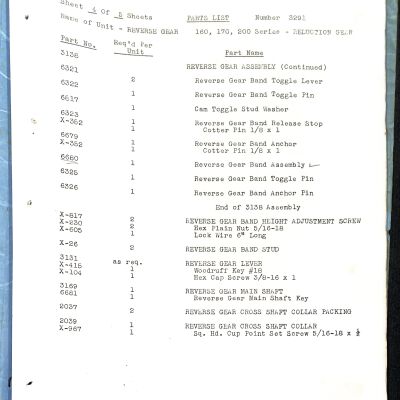 Sheet 4 Of 8 Sheets PARTS LIST Number 3291
Name of Unit - REVERSE GEAR 160, 170, 200 Series - REDUCTION GEAR
Part No. Req'd Per Unit Part Name
3138 REVERSE GEAR ASSEMBLY (Continued)
6321 2 Reverse Gear Band Toggle Lever
6322 1 Reverse Gear Band Toggle Pin
6617 1 Cam Toggle Stud Washer
6323 1 Reverse Gear Band Release Stop
X-352 1 Cotter Pin 1/8 x 1
6679 1 Reverse Gear Band Anchor
X-352 1 Cotter Pin 1/8 x 1
6680 1 Reverse Gear Band Assembly
6325 1 Reverse Gear Band Toggle Pin
6326 1 Reverse Gear Band Anchor Pin
End of 3138 Assembly
X-817 2 REVERSE GEAR BAND HEIGHT ADJUSTMENT SCREW
X-230 2 Hex Plain Nut 5/16-18
X-605 1 Lock Wire 6" Long
X-26 2 REVERSE GEAR BAND STUD
3131 as req. REVERSE GEAR LEVER
X-415 1 Woodruff Key #18
X-104 1 Hex Cap Screw 3/8-16 x 1
3169 1 REVERSE GEAR MAIN SHAFT
6681 1 Reverse Gear Main Shaft Key
2037 2 REVERSE GEAR CROSS SHAFT COLLAR PACKING
2039 1 REVERSE GEAR CROSS SHAFT COLLAR
X-967 1 Sq. Hd. Cup Point Set Screw 5/16-18 x ½